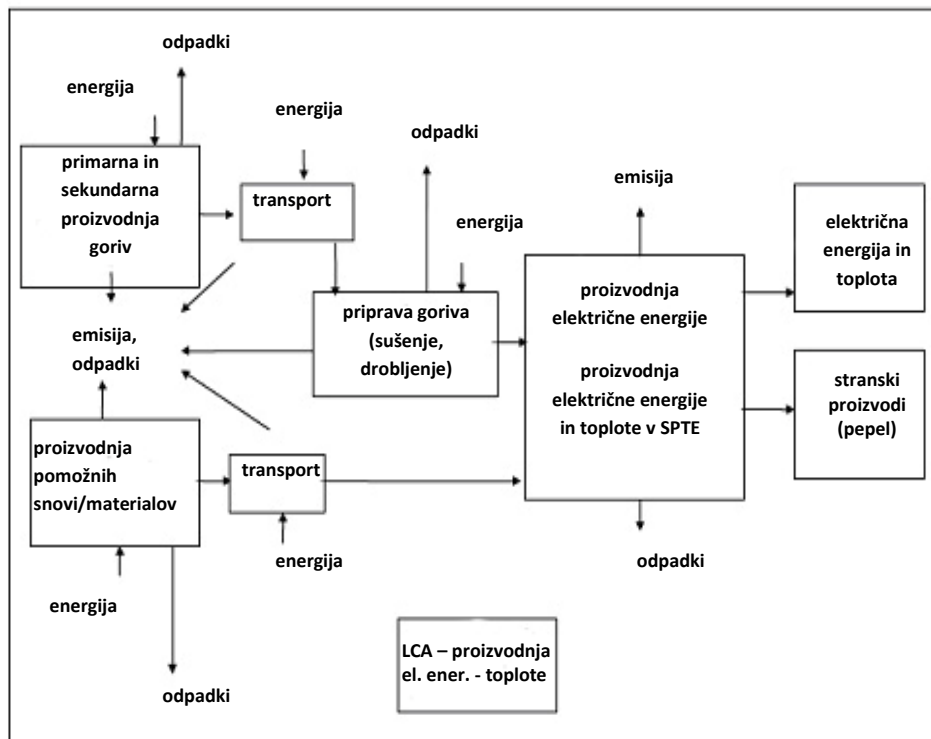 odpadki
energija
primarna in
sekundarna
proizvodnja
goriv
energija
transport
odpadki
energija
emisija
električna
energija in
toplota
priprava goriva
(sušenje,
drobljenje)
proizvodnja
električne energije
proizvodnja
električne energije
in toplote v SPTE
stranski
proizvodi
(pepel)
emisija,
odpadki
proizvodnja
pomožnih
snovi/materialov
transport
energija
energija
odpadki
odpadki
LCA – proizvodnja
el. ener. - toplote